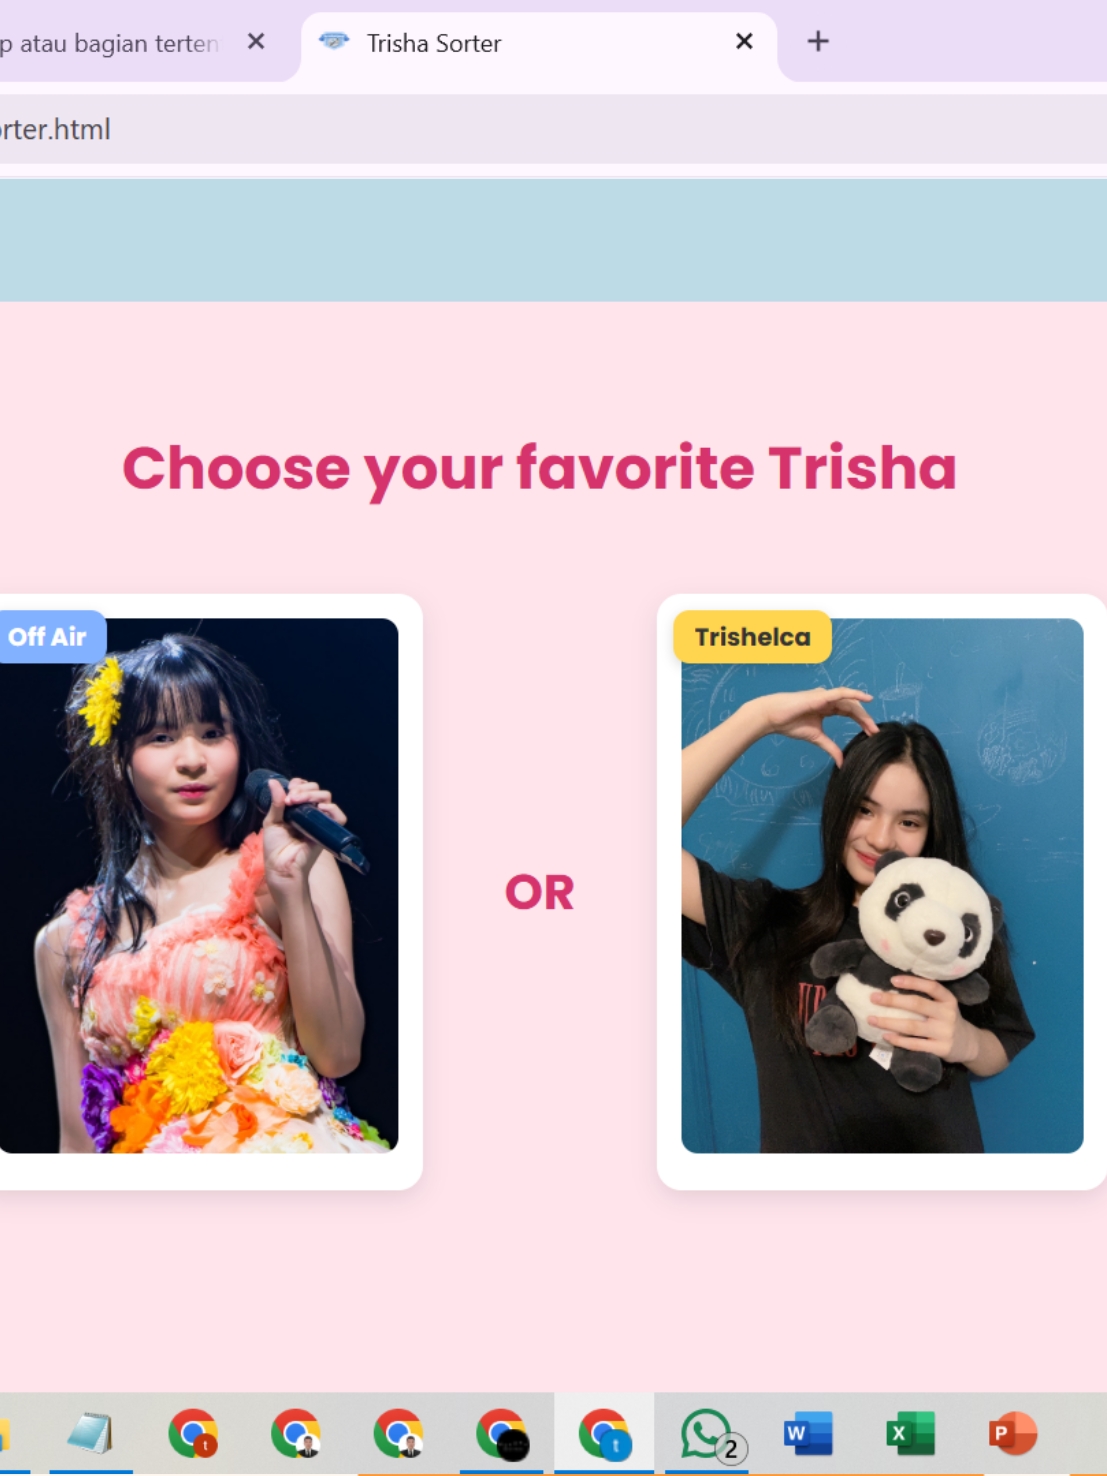 p atau bagian terten
Trisha Sorter
rter.html
Choose your favorite Trisha
Off Air
Trishelca
OR
t
t
2
W
X
P